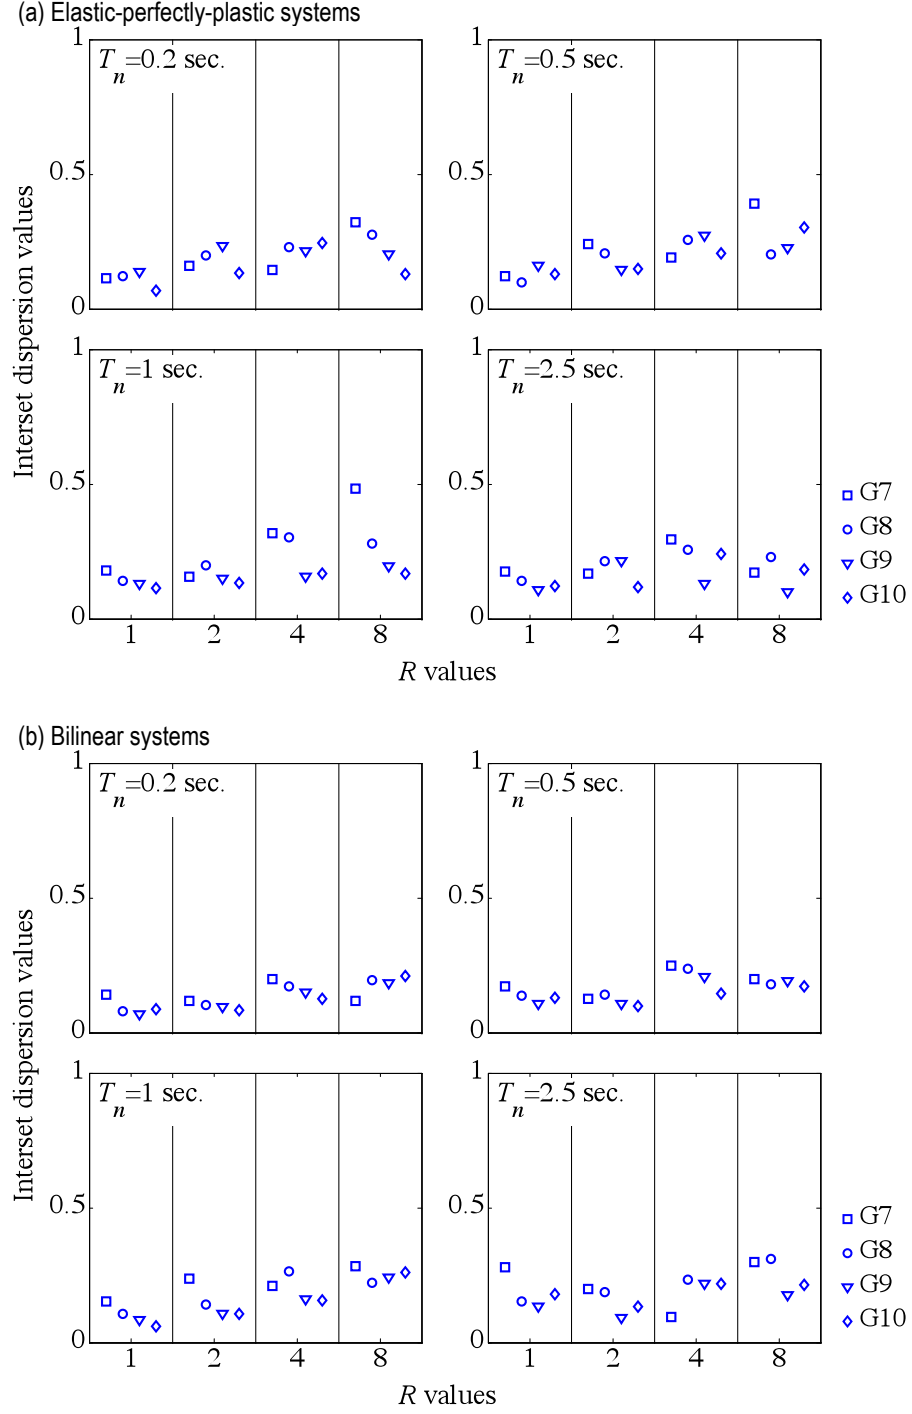 (a) Elastic-perfectly-plastic systems
1
Tn=0.2 sec.
0.5
0
1
Tn=0.5 sec.
0.5
0
Interset dispersion values
1
Tn=1 sec.
0.5
0
1 2 4 8
1
Tn=2.5 sec.
0.5
0
1 2 4 8
G7
G8
G9
G10
R values
(b) Bilinear systems
1
Tn=0.2 sec.
0.5
0
1
Tn=0.5 sec.
0.5
0
Interset dispersion values
1
Tn=1 sec.
0.5
0
1 2 4 8
1
Tn=2.5 sec.
0.5
0
1 2 4 8
G7
G8
G9
G10
R values